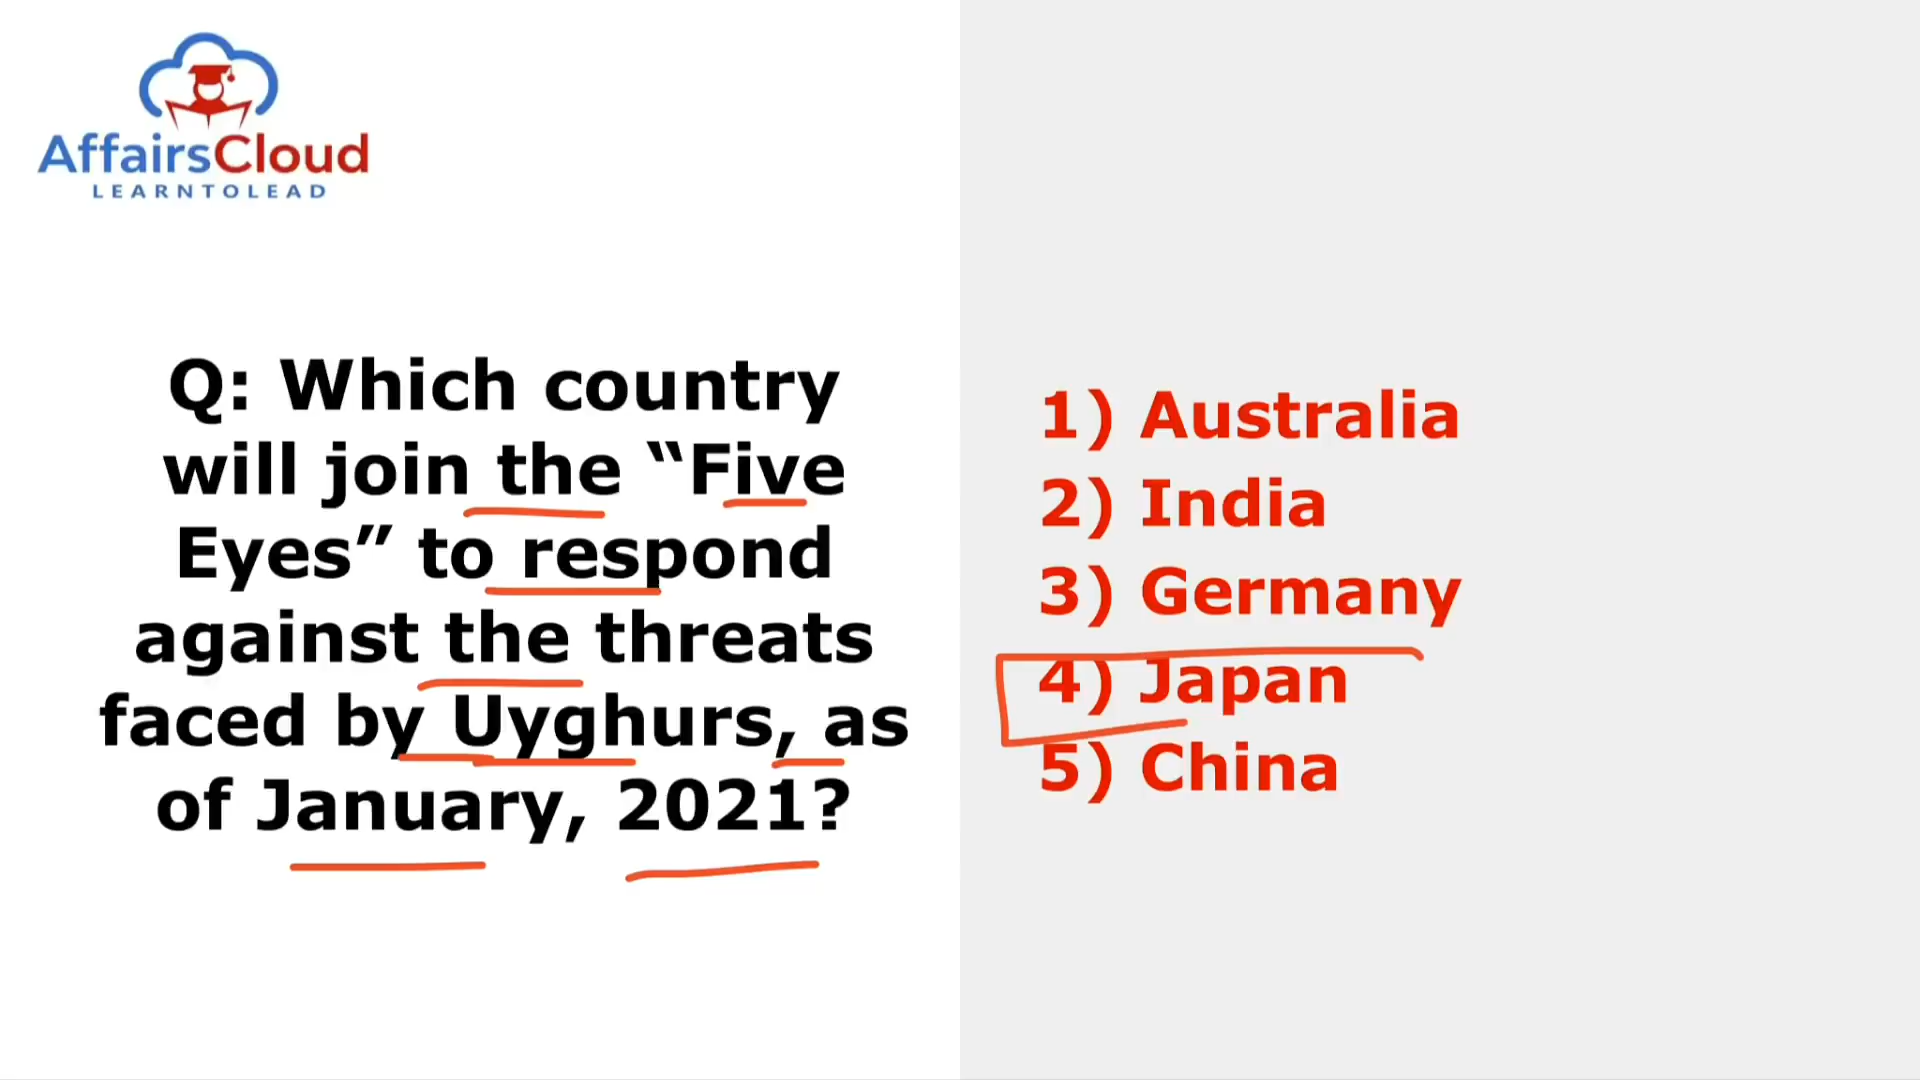 AffairsCloud
LEARNTOLEAD
Q: Which country
will join the “Five
Eyes” to respond
against the threats
faced by Uyghurs, as
of January, 2021?
1) Australia
2) India
3) Germany
4) Japan
5) China